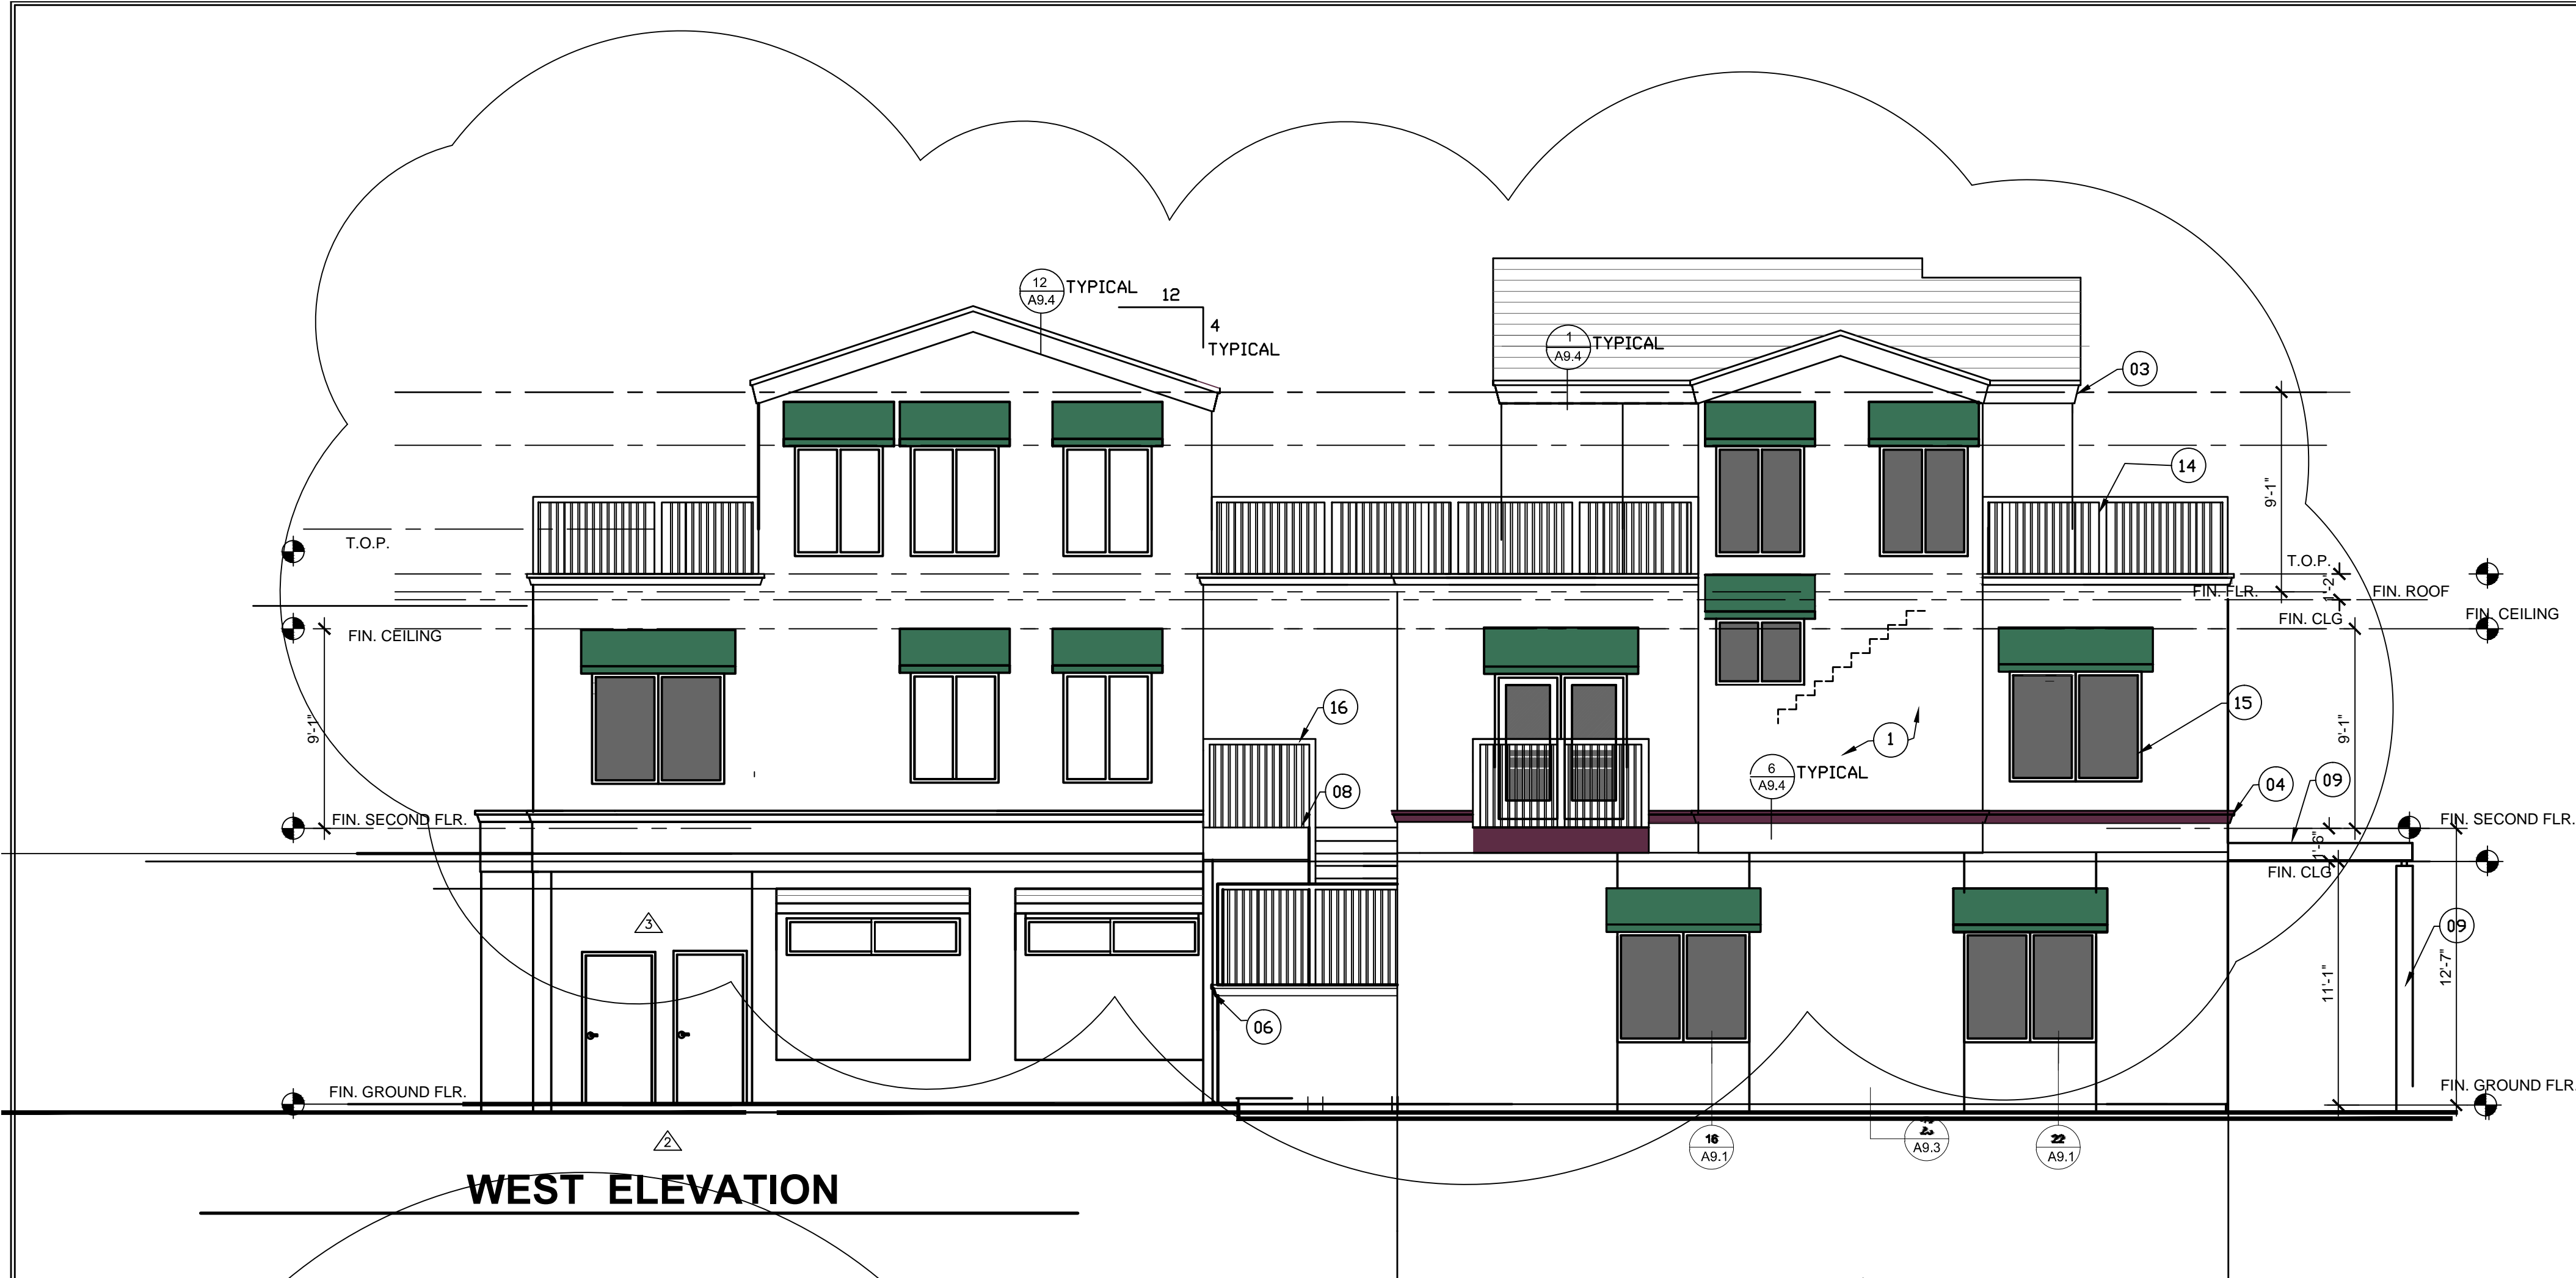 12
A9.4
TYPICAL
12
4
TYPICAL
1
A9.4
TYPICAL
03
14
9'-1"
T.O.P.
T.O.P.
FIN. FLR.
FIN. ROOF
FIN. CEILING
FIN. CLG
FIN. CEILING
9'-1"
16
15
1
9'-1"
6
A9.4
TYPICAL
08
04
09
FIN. SECOND FLR.
FIN. SECOND FLR.
1'-6"
FIN. CLG
3
09
12'-7"
11'-1"
06
FIN. GROUND FLR.
FIN. GROUND FLR.
2
16
A9.1
A9.3
22
A9.1
WEST ELEVATION